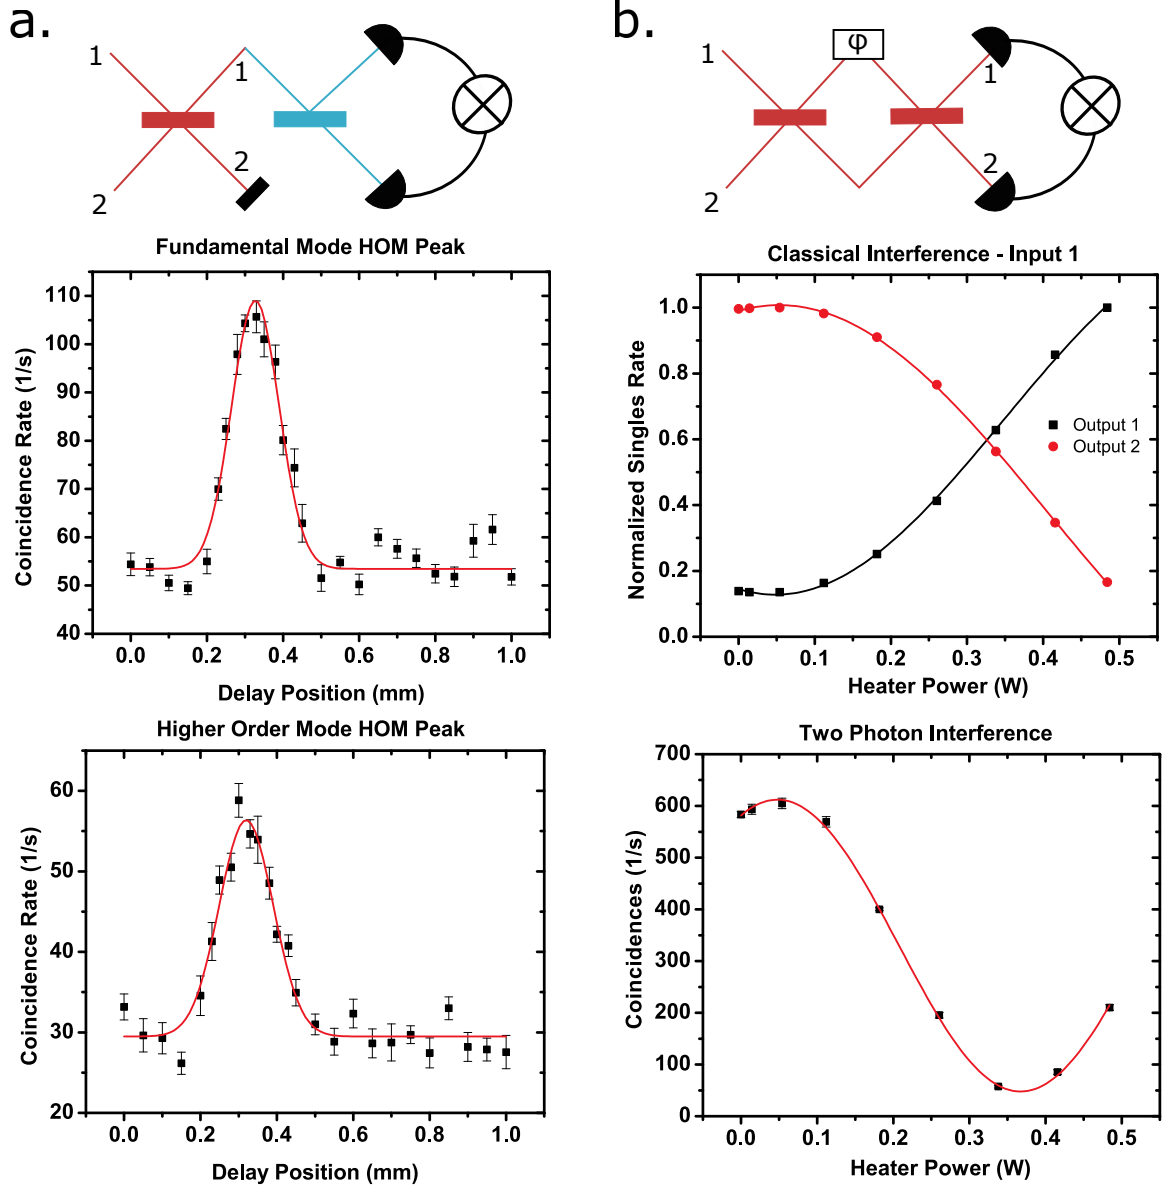 a.
1
1
2
2
Fundamental Mode HOM Peak
Coincidence Rate (1/s)
110
100
90
80
70
60
50
40
0.0 0.2 0.4 0.6 0.8 1.0
Delay Position (mm)
Higher Order Mode HOM Peak
Coincidence Rate (1/s)
60
50
40
30
20
0.0 0.2 0.4 0.6 0.8 1.0
Delay Position (mm)
b.
φ
1
1
2
2
Classical Interference - Input 1
Normalized Singles Rate
1.0
0.8
0.6
0.4
0.2
0.0
Output 1
Output 2
0.0 0.1 0.2 0.3 0.4 0.5
Heater Power (W)
Two Photon Interference
Coincidences (1/s)
700
600
500
400
300
200
100
0
0.0 0.1 0.2 0.3 0.4 0.5
Heater Power (W)